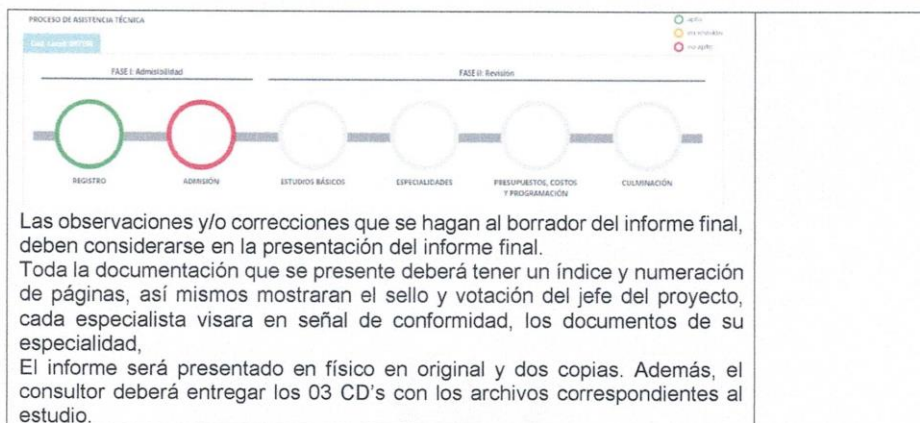 PROCESO DE ASISTENCIA TÉCNICA
apto
no apto
FASE I: Admisibilidad
FASE II: Revisión
REGISTRO
ADMISIÓN
ESTUDIOS BÁSICOS
ESPECIALIDADES
PRESUPUESTOS, COSTOS
Y PROGRAMACIÓN
CULMINACIÓN
Las observaciones y/o correcciones que se hagan al borrador del informe final,
deben considerarse en la presentación del informe final.
Toda la documentación que se presente deberá tener un índice y numeración
de páginas, así mismos mostraran el sello y votación del jefe del proyecto,
cada especialista visara en señal de conformidad, los documentos de su
especialidad,
El informe será presentado en físico en original y dos copias. Además, el
consultor deberá entregar los 03 CD's con los archivos correspondientes al
estudio.